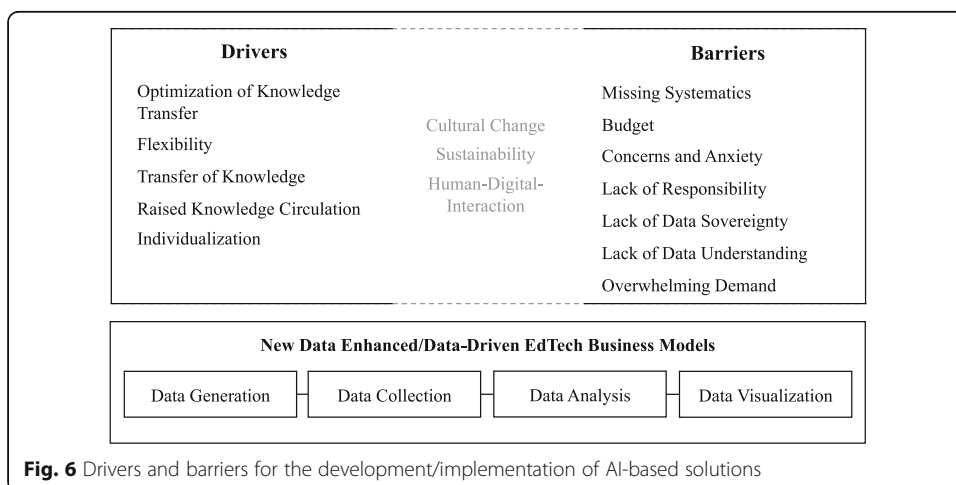 Drivers
Optimization of Knowledge
Transfer
Flexibility
Transfer of Knowledge
Raised Knowledge Circulation
Individualization
Cultural Change
Sustainability
Human-Digital-
Interaction
Barriers
Missing Systematics
Budget
Concerns and Anxiety
Lack of Responsibility
Lack of Data Sovereignty
Lack of Data Understanding
Overwhelming Demand
New Data Enhanced/Data-Driven EdTech Business Models
Data Generation
Data Collection
Data Analysis
Data Visualization
Fig. 6 Drivers and barriers for the development/implementation of AI-based solutions